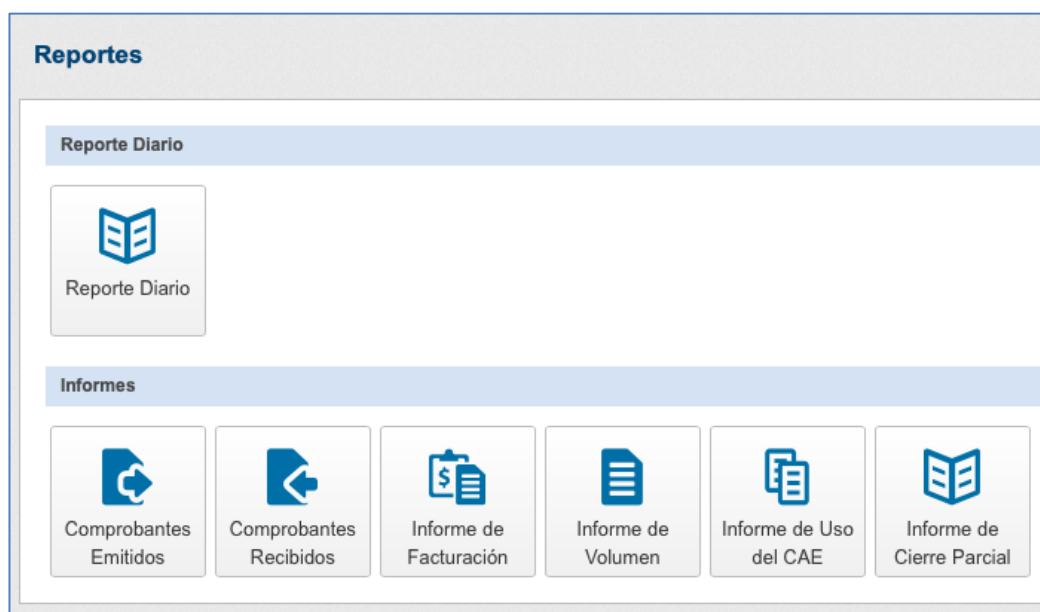 Reportes
Reporte Diario
Reporte Diario
Informes
Comprobantes
Emitidos
Comprobantes
Recibidos
$
Informe de
Facturación
Informe de
Volumen
Informe de Uso
del CAE
Informe de
Cierre Parcial